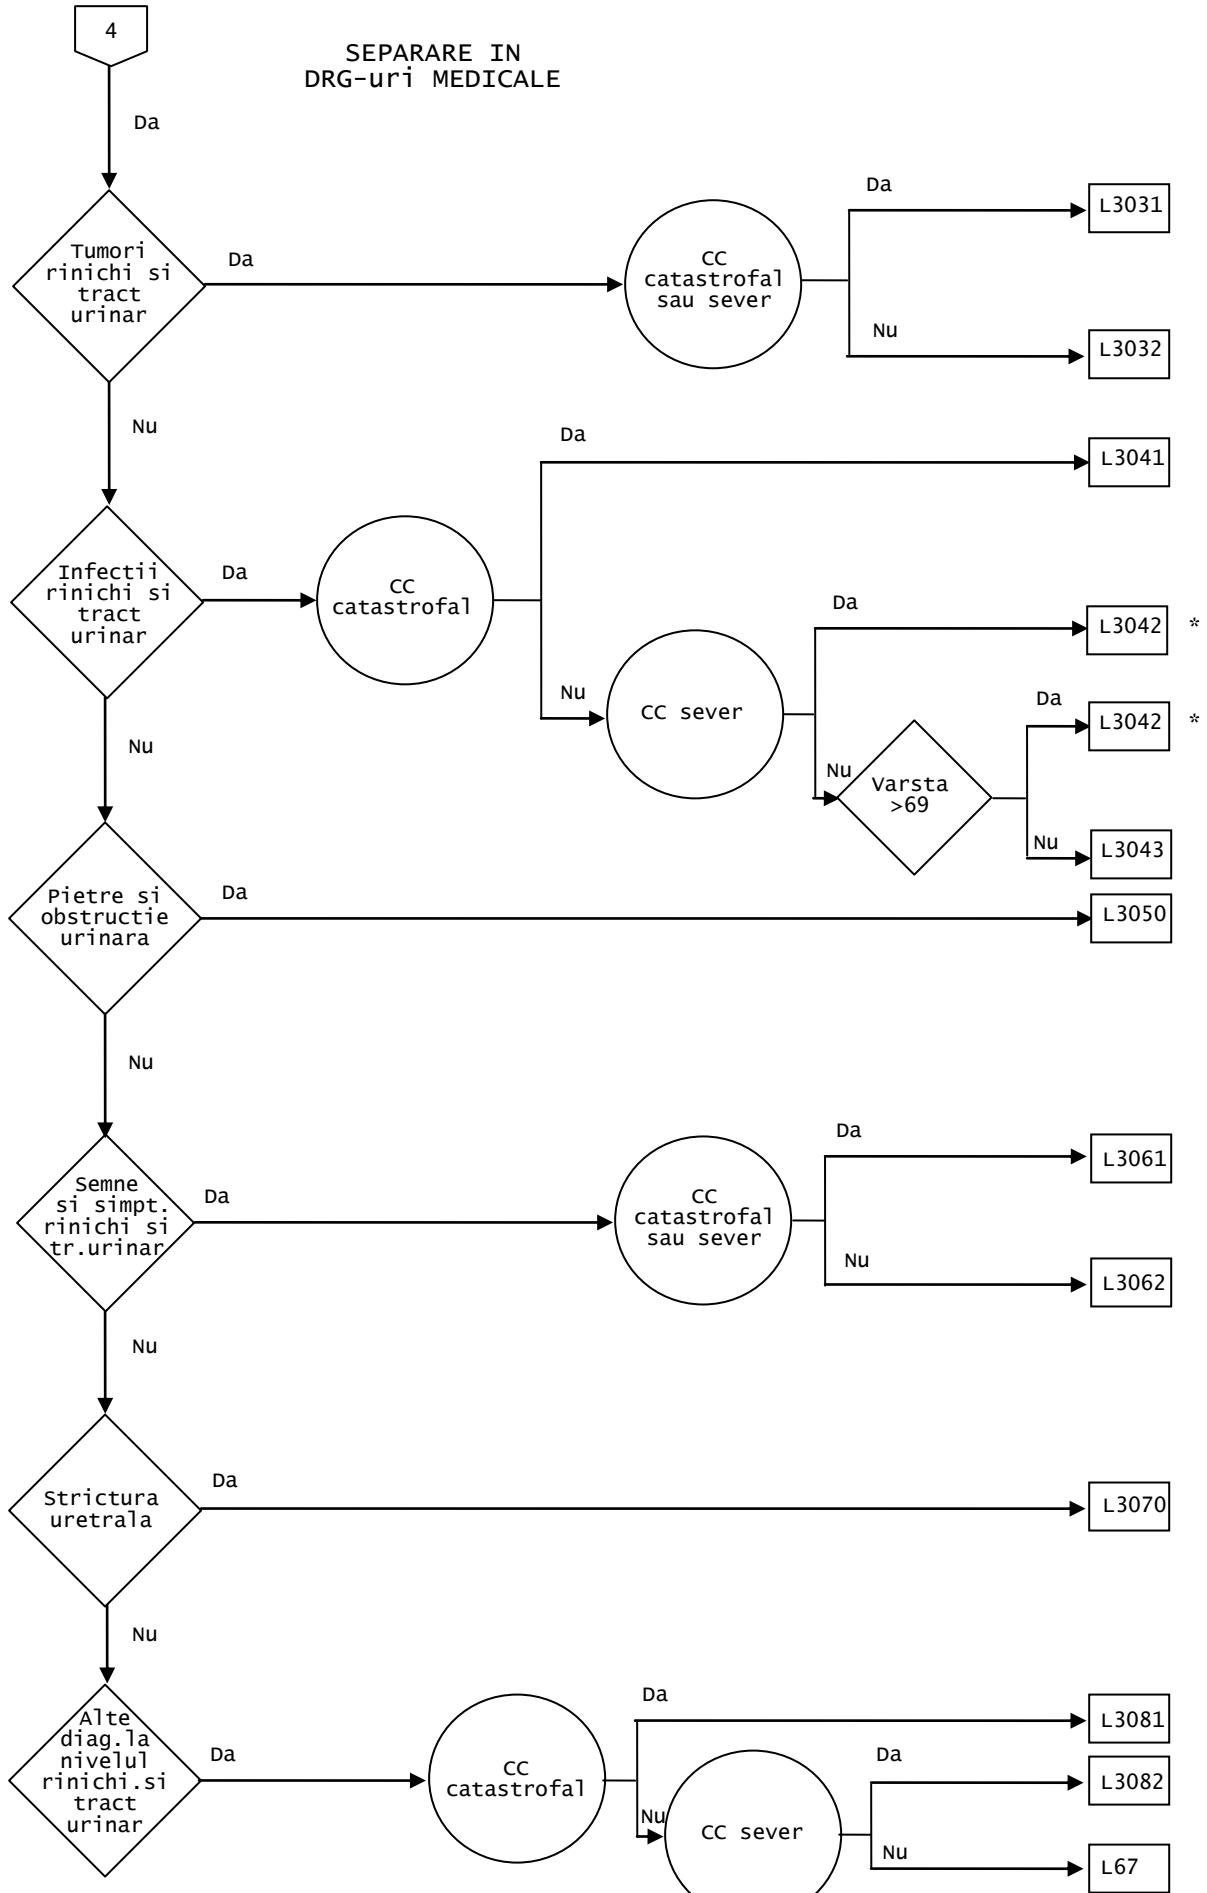 4
SEPARARE IN
DRG-uri MEDICALE
Da
Tumori
rinichi si
tract
urinar
Da
CC
catastrofal
sau sever
Da
L3031
Nu
L3032
Nu
Infectii
rinichi si
tract
urinar
Da
CC
catastrofal
Da
L3041
Nu
CC sever
Da
L3042 *
Nu
Varsta
>69
Da
L3042 *
Nu
L3043
Nu
Pietre si
obstructie
urinara
Da
L3050
Nu
Semne
si simpt.
rinichi si
tr.urinar
Da
CC
catastrofal
sau sever
Da
L3061
Nu
L3062
Nu
Strictura
uretrala
Da
L3070
Nu
Alte
diag.la
nivelul
rinichi.si
tract
urinar
Da
CC
catastrofal
Da
L3081
Nu
CC sever
Da
L3082
Nu
L67